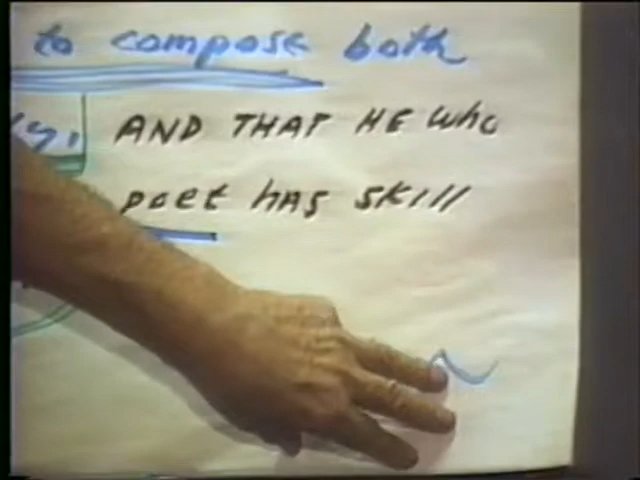 to compose both
AND THAT HE who
poet has skill